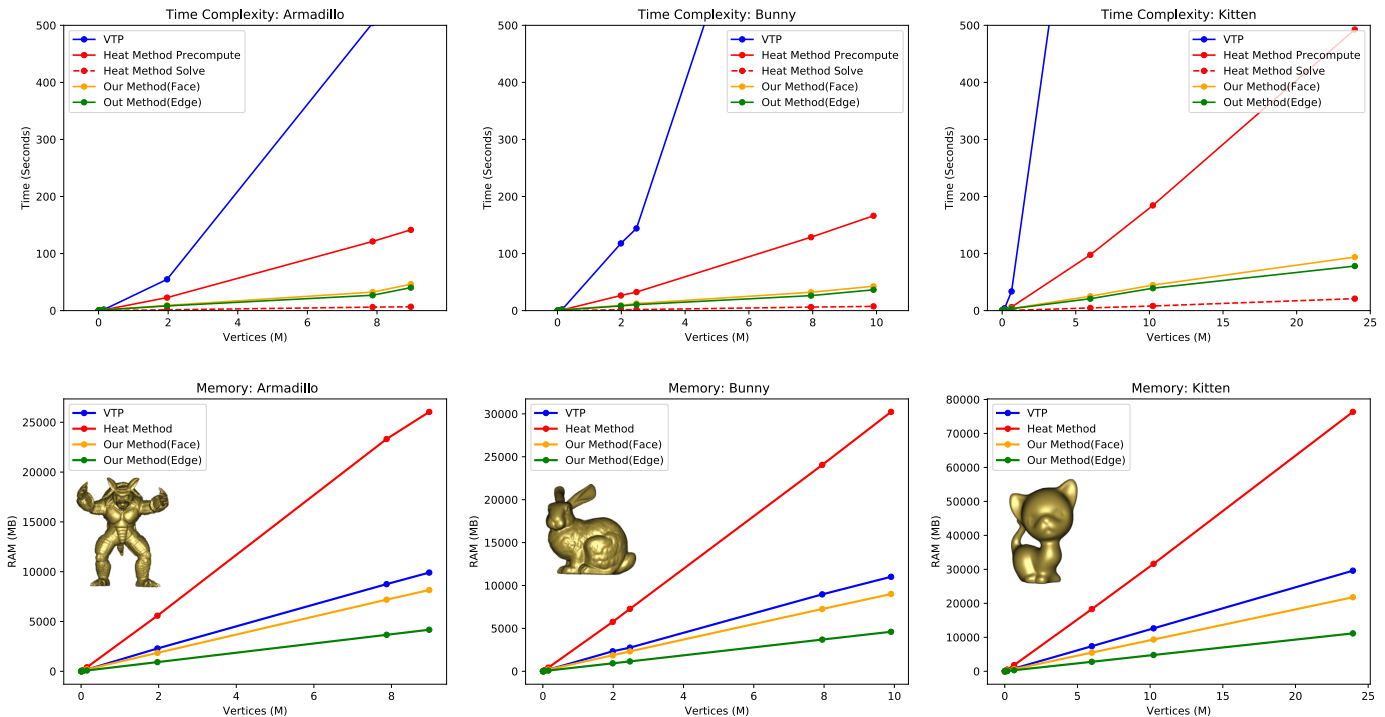 Time Complexity: Armadillo
Time (Seconds)
500
400
300
200
100
0
VTP
Heat Method Precompute
Heat Method Solve
Our Method(Face)
Out Method(Edge)
0 2 4 6 8
Vertices (M)
Time Complexity: Bunny
Time (Seconds)
500
400
300
200
100
0
VTP
Heat Method Precompute
Heat Method Solve
Our Method(Face)
Out Method(Edge)
0 2 4 6 8 10
Vertices (M)
Time Complexity: Kitten
Time (Seconds)
500
400
300
200
100
0
VTP
Heat Method Precompute
Heat Method Solve
Our Method(Face)
Out Method(Edge)
0 5 10 15 20 25
Vertices (M)
Memory: Armadillo
RAM (MB)
25000
20000
15000
10000
5000
0
VTP
Heat Method
Our Method(Face)
Our Method(Edge)
0 2 4 6 8
Vertices (M)
Memory: Bunny
RAM (MB)
30000
25000
20000
15000
10000
5000
0
VTP
Heat Method
Our Method(Face)
Our Method(Edge)
0 2 4 6 8 10
Vertices (M)
Memory: Kitten
RAM (MB)
80000
70000
60000
50000
40000
30000
20000
10000
0
VTP
Heat Method
Our Method(Face)
Our Method(Edge)
0 5 10 15 20 25
Vertices (M)